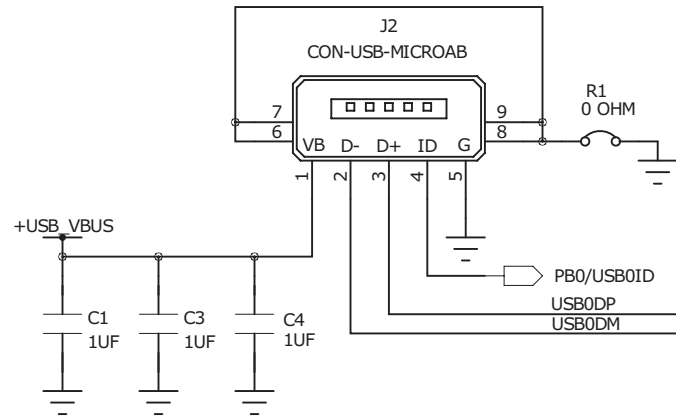 J2
CON-USB-MICROAB
R1
0 OHM
7
9
6
8
VB D- D+ ID G
1 2 3 4 5
+USB_VBUS
PB0/USB0ID
USB0DP
USB0DM
C1
1UF
C3
1UF
C4
1UF